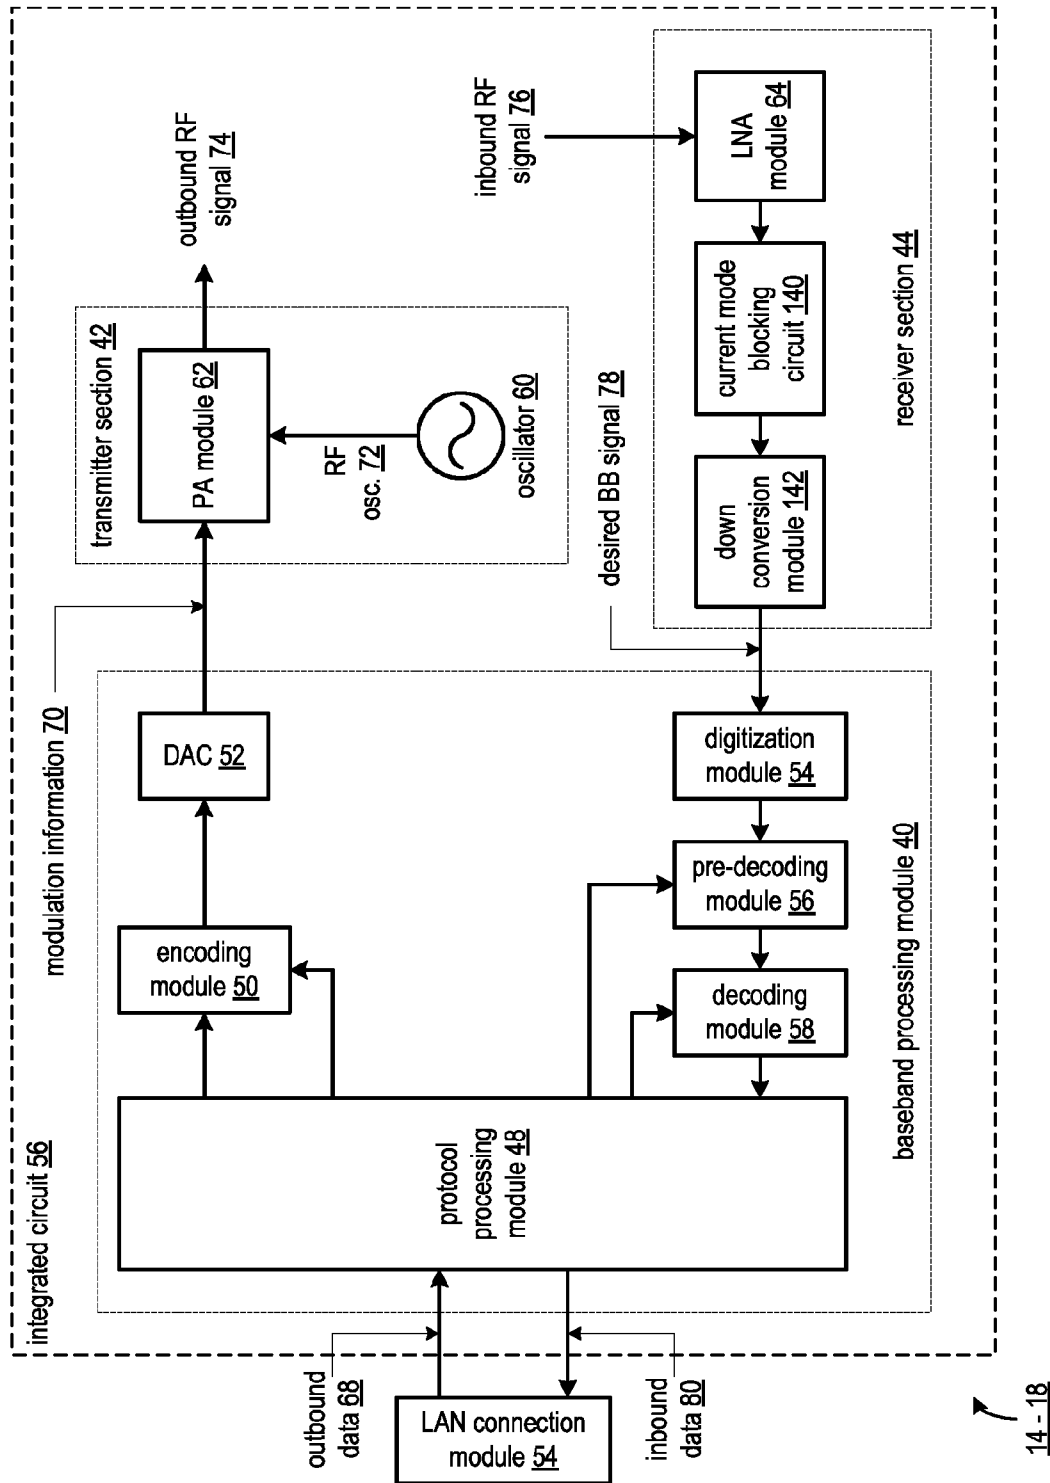 integrated circuit 56
LAN connection
module 54
outbound
data 68
inbound
data 80
protocol
processing
module 48
encoding
module 50
DAC 52
modulation information 70
transmitter section 42
PA module 62
RF
osc. 72
oscillator 60
outbound RF
signal 74
inbound RF
signal 76
LNA
module 64
current mode
blocking
circuit 140
down
conversion
module 142
receiver section 44
desired BB signal 78
digitization
module 54
pre-decoding
module 56
decoding
module 58
baseband processing module 40
14 - 18